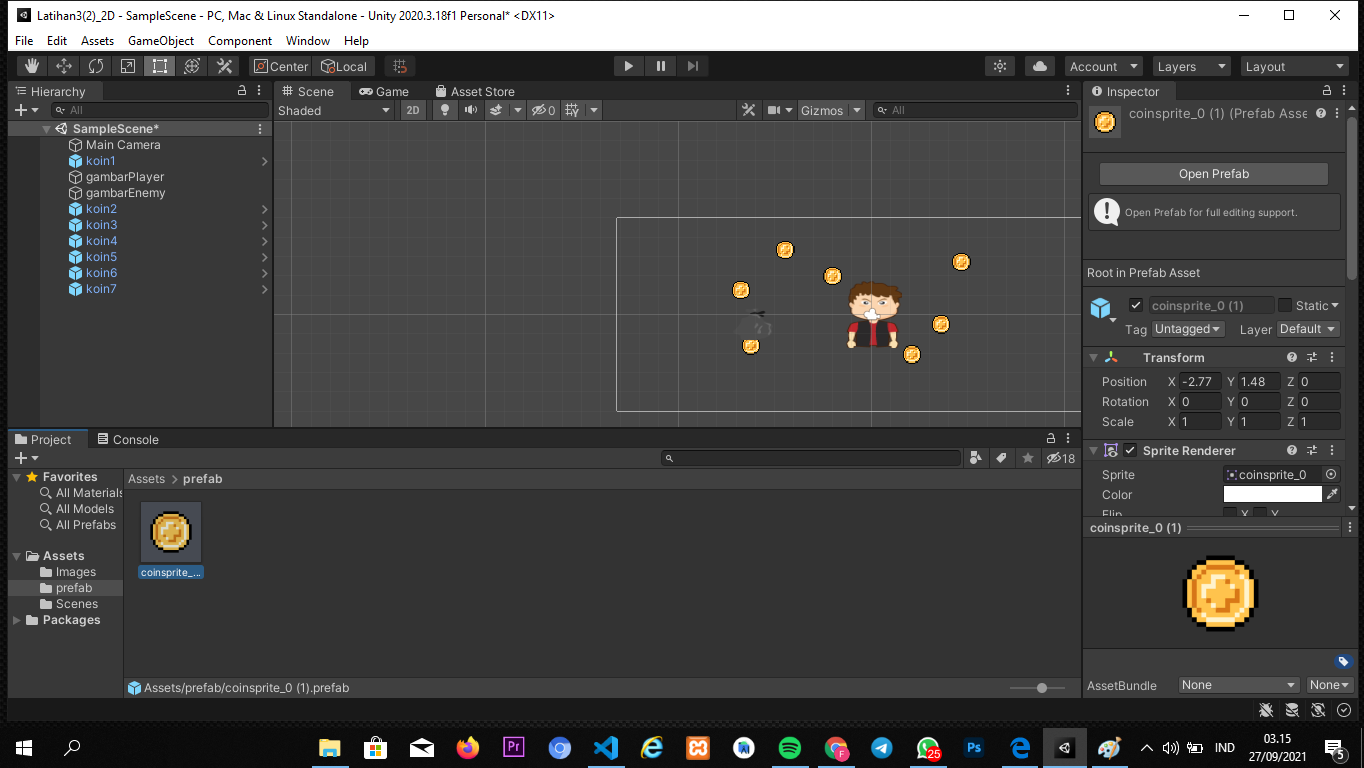 Latihan3(2)_2D - SampleScene - PC, Mac & Linux Standalone - Unity 2020.3.18f1 Personal* <DX11>
File Edit Assets GameObject Component Window Help
Center Local Account Layers Layout
Hierarchy
All
SampleScene*
Main Camera
koin1
gambarPlayer
gambarEnemy
koin2
koin3
koin4
koin5
koin6
koin7
Scene Game Asset Store
Shaded 2D 0 Gizmos All
Inspector
coinsprite_0 (1) (Prefab Asse
Open Prefab
Open Prefab for full editing support.
Root in Prefab Asset
coinsprite_0 (1) Static
Tag Untagged Layer Default
Transform
Position X -2.77 Y 1.48 Z 0
Rotation X 0 Y 0 Z 0
Scale X 1 Y 1 Z 1
Sprite Renderer
Sprite coinsprite_0
Color
Flip X Y
coinsprite_0 (1)
AssetBundle None None
Project Console
18
Favorites
All Materials
All Models
All Prefabs
Assets
Images
prefab
Scenes
Packages
Assets > prefab
coinsprite_...
Assets/prefab/coinsprite_0 (1).prefab
Pr
F
25
Ps
IND
03.15
27/09/2021
5